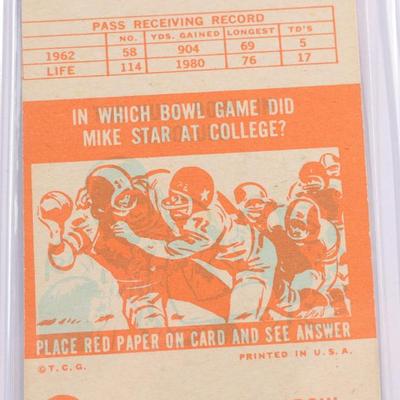 PASS RECEIVING RECORD
NO. YDS. GAINED LONGEST TD'S
1962 58 904 69 5
LIFE 114 1980 76 17
IN WHICH BOWL GAME DID
MIKE STAR AT COLLEGE?
72
PLACE RED PAPER ON CARD AND SEE ANSWER
©T.C.G. PRINTED IN U.S.A.